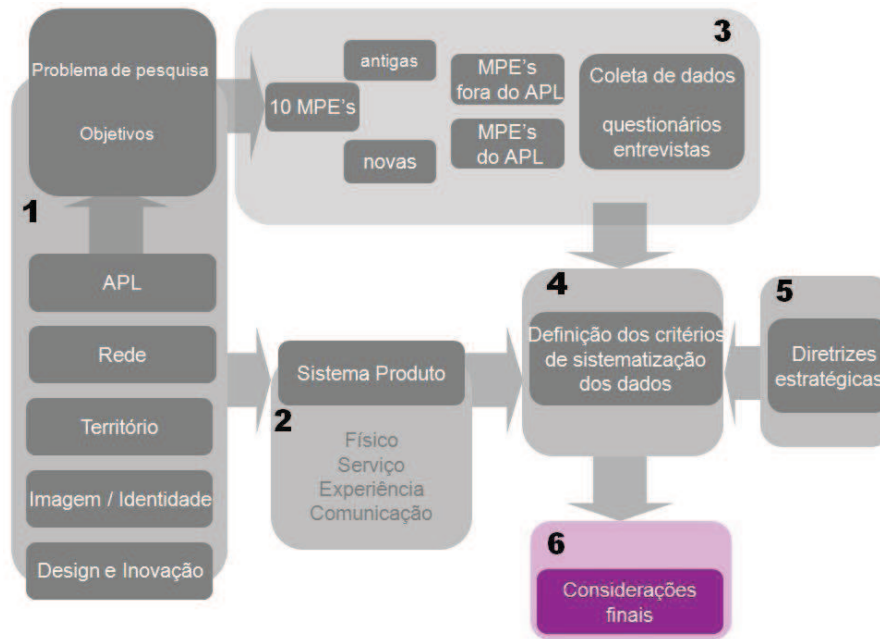 1
Problema de pesquisa
Objetivos
APL
Rede
Território
Imagem / Identidade
Design e Inovação
3
10 MPE's
antigas
novas
MPE's
fora do APL
MPE's
do APL
Coleta de dados
questionários
entrevistas
2
Sistema Produto
Físico
Serviço
Experiência
Comunicação
4
Definição dos critérios
de sistematização
dos dados
5
Diretrizes
estratégicas
6
Considerações
finais